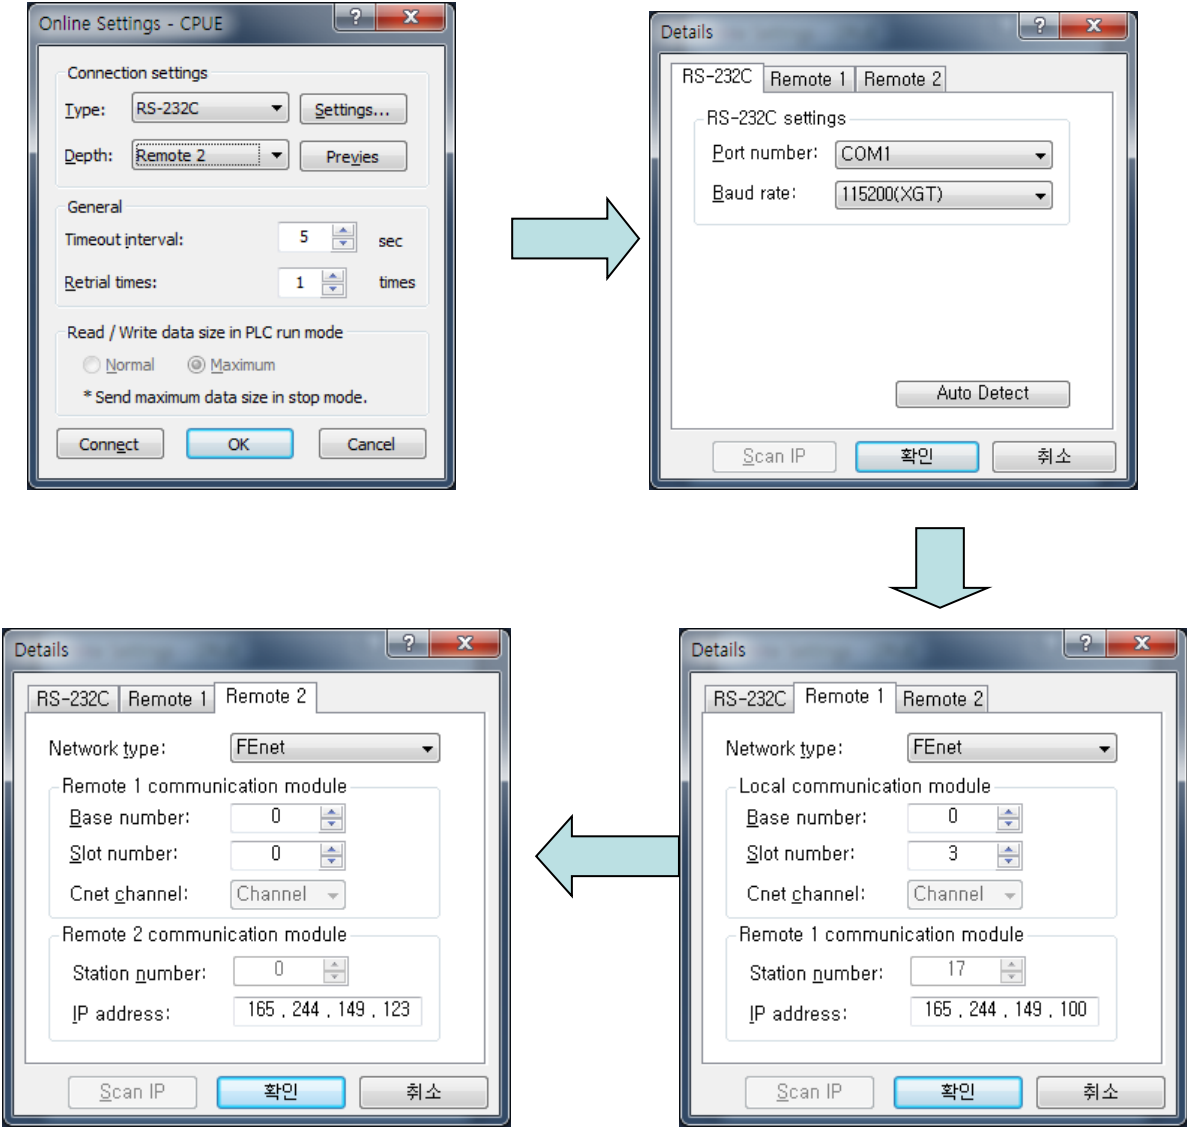 Online Settings - CPUE
Connection settings
Type: RS-232C Settings...
Depth: Remote 2 Previes
General
Timeout interval: 5 sec
Retrial times: 1 times
Read / Write data size in PLC run mode
Normal Maximum
* Send maximum data size in stop mode.
Connect OK Cancel
Details
RS-232C Remote 1 Remote 2
RS-232C settings
Port number: COM1
Baud rate: 115200(XGT)
Auto Detect
Scan IP 확인 취소
Details
RS-232C Remote 1 Remote 2
Network type: FEnet
Local communication module
Base number: 0
Slot number: 3
Cnet channel: Channel
Remote 1 communication module
Station number: 17
IP address: 165 . 244 . 149 . 100
Scan IP 확인 취소
Details
RS-232C Remote 1 Remote 2
Network type: FEnet
Remote 1 communication module
Base number: 0
Slot number: 0
Cnet channel: Channel
Remote 2 communication module
Station number: 0
IP address: 165 . 244 . 149 . 123
Scan IP 확인 취소